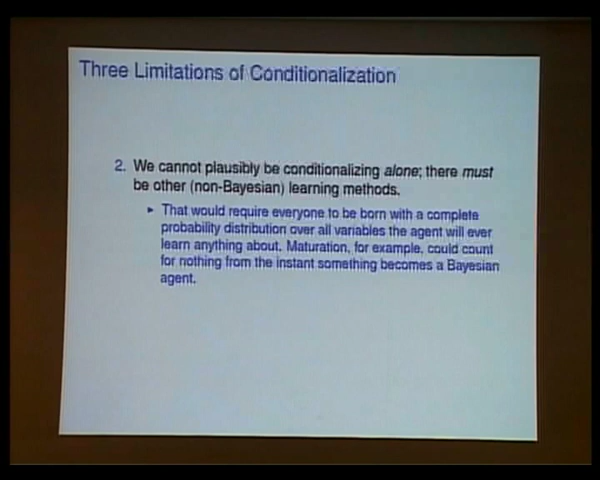 Three Limitations of Conditionalization
2. We cannot plausibly be conditionalizing alone; there must
be other (non-Bayesian) learning methods.
▸ That would require everyone to be born with a complete
probability distribution over all variables the agent will ever
learn anything about. Maturation, for example, could count
for nothing from the instant something becomes a Bayesian
agent.